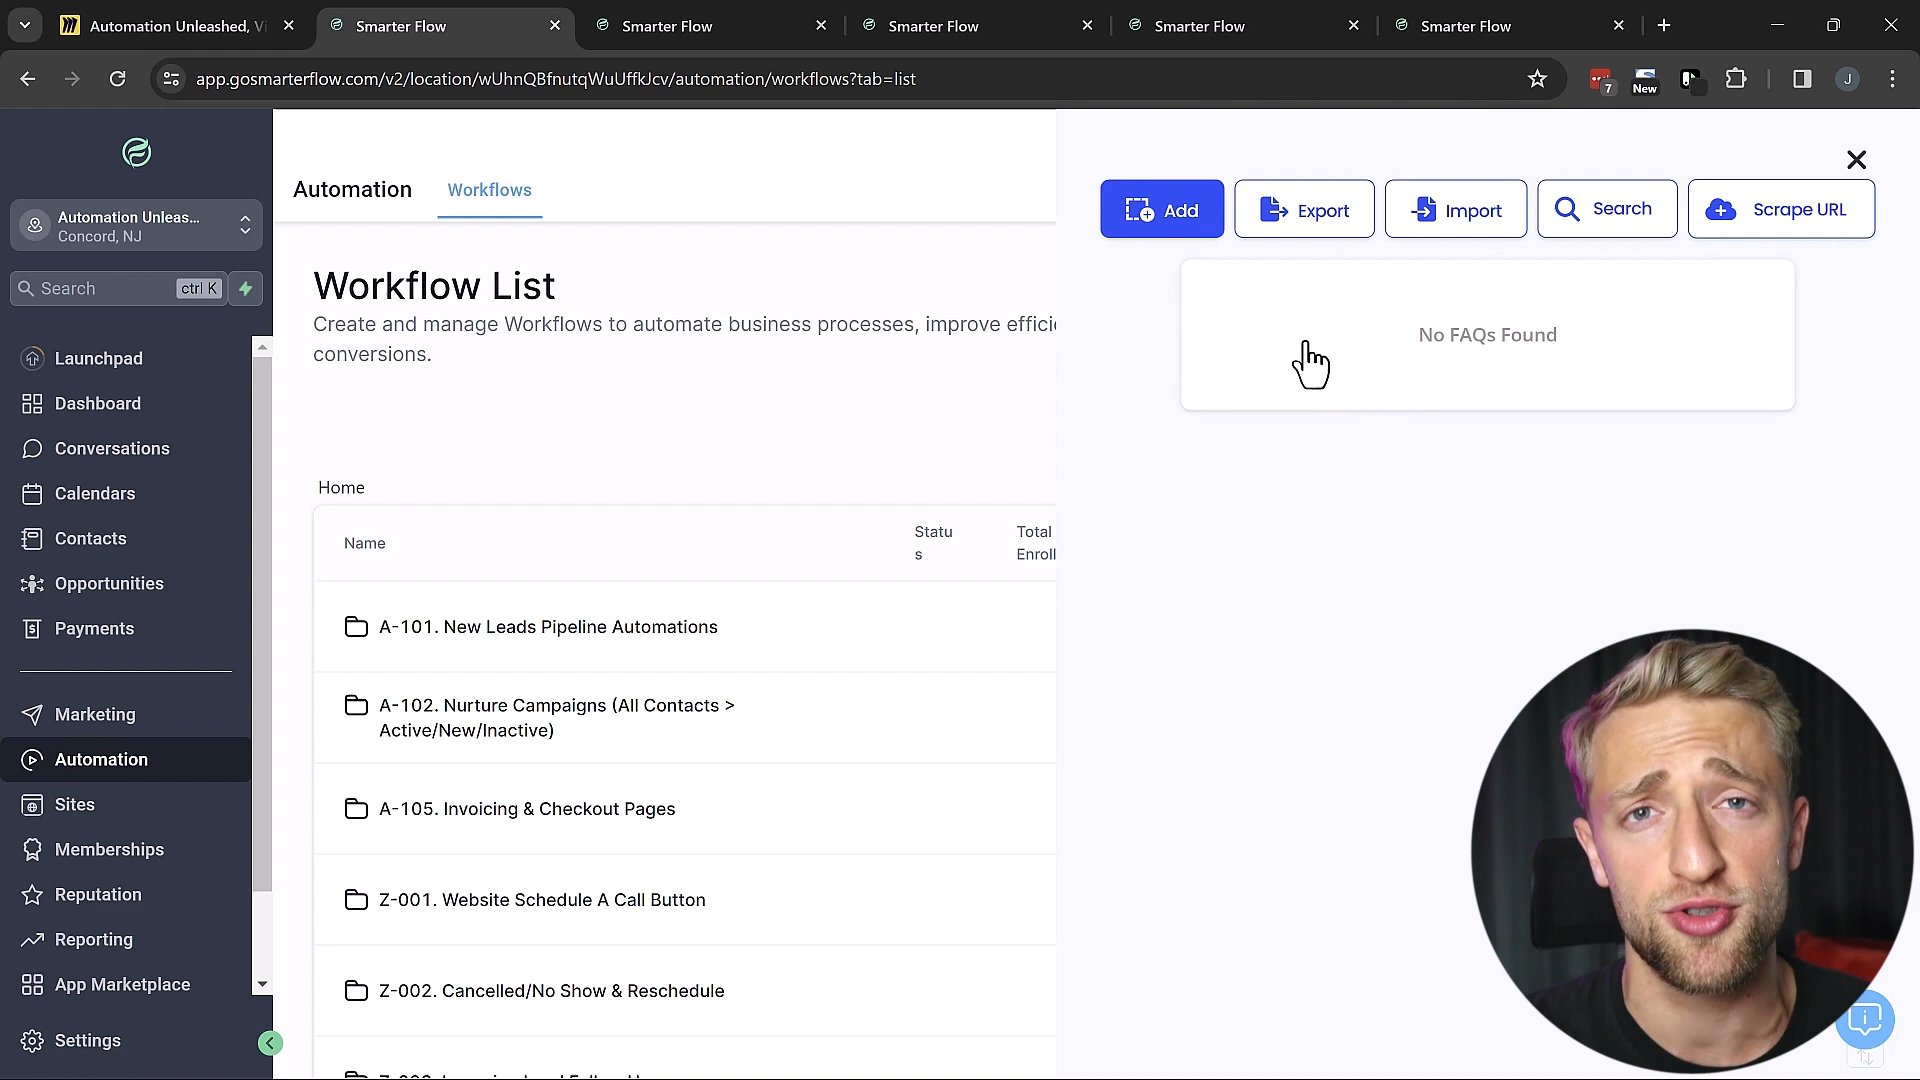 Automation Unleashed, Vi
Smarter Flow
Smarter Flow
Smarter Flow
Smarter Flow
Smarter Flow
app.gosmarterflow.com/v2/location/wUhnQBfnutqWuUffkJcv/automation/workflows?tab=list
7
New
J
Automation Unleas...
Concord, NJ
Search
ctrl K
Launchpad
Dashboard
Conversations
Calendars
Contacts
Opportunities
Payments
Marketing
Automation
Sites
Memberships
Reputation
Reporting
App Marketplace
Settings
Automation
Workflows
Workflow List
Create and manage Workflows to automate business processes, improve efficie
conversions.
Home
Name
Statu
s
Total
Enroll
A-101. New Leads Pipeline Automations
A-102. Nurture Campaigns (All Contacts >
Active/New/Inactive)
A-105. Invoicing & Checkout Pages
Z-001. Website Schedule A Call Button
Z-002. Cancelled/No Show & Reschedule
Add
Export
Import
Search
Scrape URL
No FAQs Found